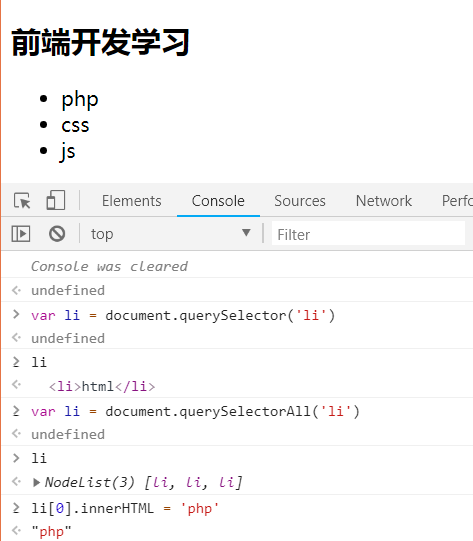 前端开发学习
php
css
js
Elements Console Sources Network Perfo
top Filter
Console was cleared
undefined
var li = document.querySelector('li')
undefined
li
<li>html</li>
var li = document.querySelectorAll('li')
undefined
li
NodeList(3) [li, li, li]
li[0].innerHTML = 'php'
"php"